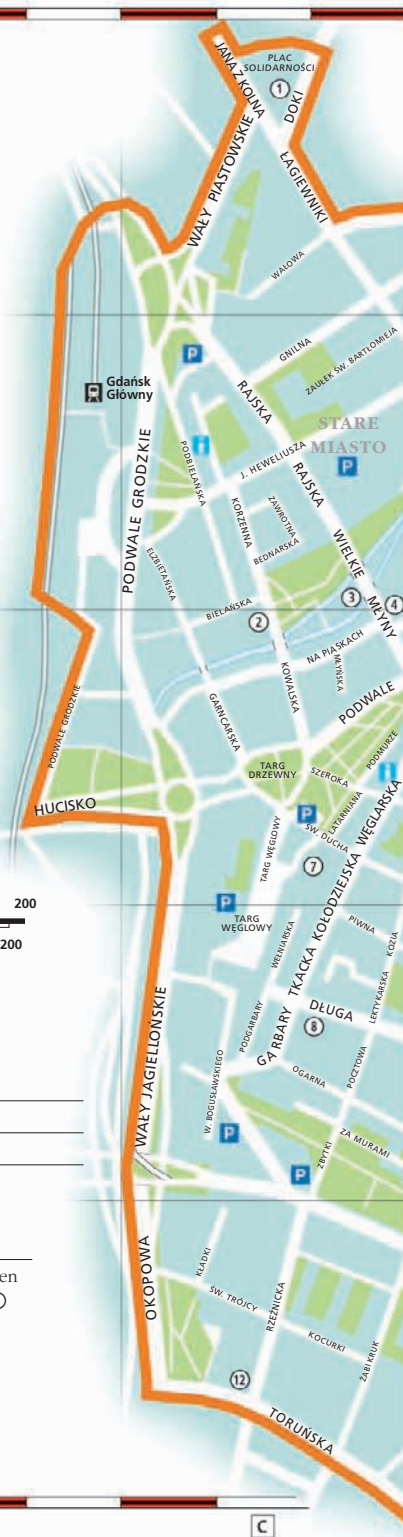 PLAC
SOLIDARNOŚCI
1
JANA Z KOLNA
DOKI
WAŁY PIASTOWSKIE
ŁAGIEWNIKI
WAŁOWA
P
GNILNA
ZAUŁEK ŚW. BARTŁOMIEJA
Gdańsk
Główny
RAJSKA
STARE
MIASTO
PODWALE GRODZKIE
PODBIELAŃSKA
i
J. HEWELIUSZA
P
RAJSKA
KORZENNA
ZAWROTNA
BEDNARSKA
WIELKIE
MŁYNY
ELŻBIETAŃSKA
BIELAŃSKA
2
3
4
NA PIASKACH
MŁYŃSKA
KOWALSKA
GARNCARSKA
PODWALE
PODWALE GRODZKIE
PODMURZE
TARG
DRZEWNY
SZEROKA
i
HUCISKO
P
LATARNIANA
ŚW. DUCHA
WĘGLARSKA
TARG WĘGLOWY
7
KOŁODZIEJSKA
200
200
P
TARG
WĘGLOWY
PIWNA
WEŁNIARSKA
KOZIA
TKACKA
LEKTYKARSKA
DŁUGA
8
PODGARBARY
GARBARY
WAŁY JAGIELLOŃSKIE
W. BOGUSŁAWSKIEGO
OGARNA
POCZTOWA
P
ZA MURAMI
ZBYTKI
P
OKOPOWA
KŁADKI
en
ŚW. TRÓJCY
RZEŹNICKA
KOCURKI
ŻABI KRUK
12
TORUŃSKA
C